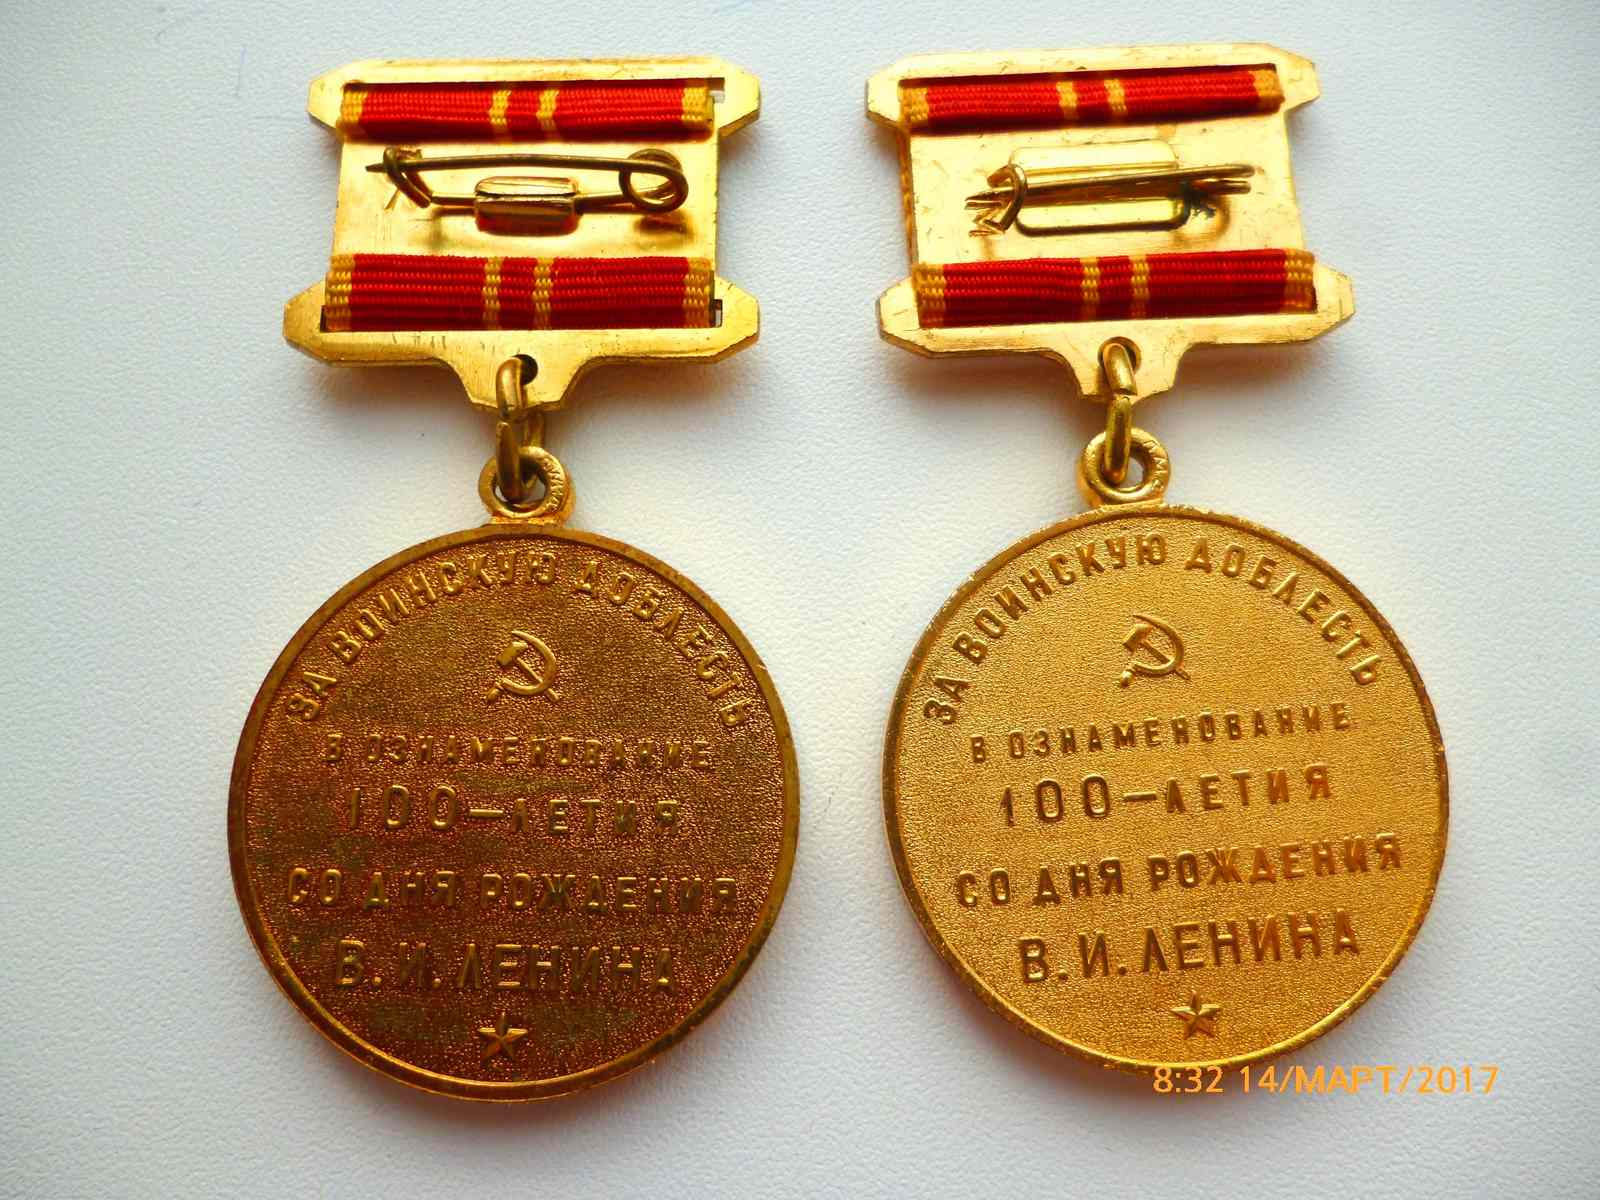 ЗА ВОИНСКУЮ ДОБЛЕСТЬ
В ОЗНАМЕНОВАНИЕ
100-ЛЕТИЯ
СО ДНЯ РОЖДЕНИЯ
В.И.ЛЕНИНА
ЗА ВОИНСКУЮ ДОБЛЕСТЬ
В ОЗНАМЕНОВАНИЕ
100-ЛЕТИЯ
СО ДНЯ РОЖДЕНИЯ
В.И.ЛЕНИНА
8:32 14/МАРТ/2017